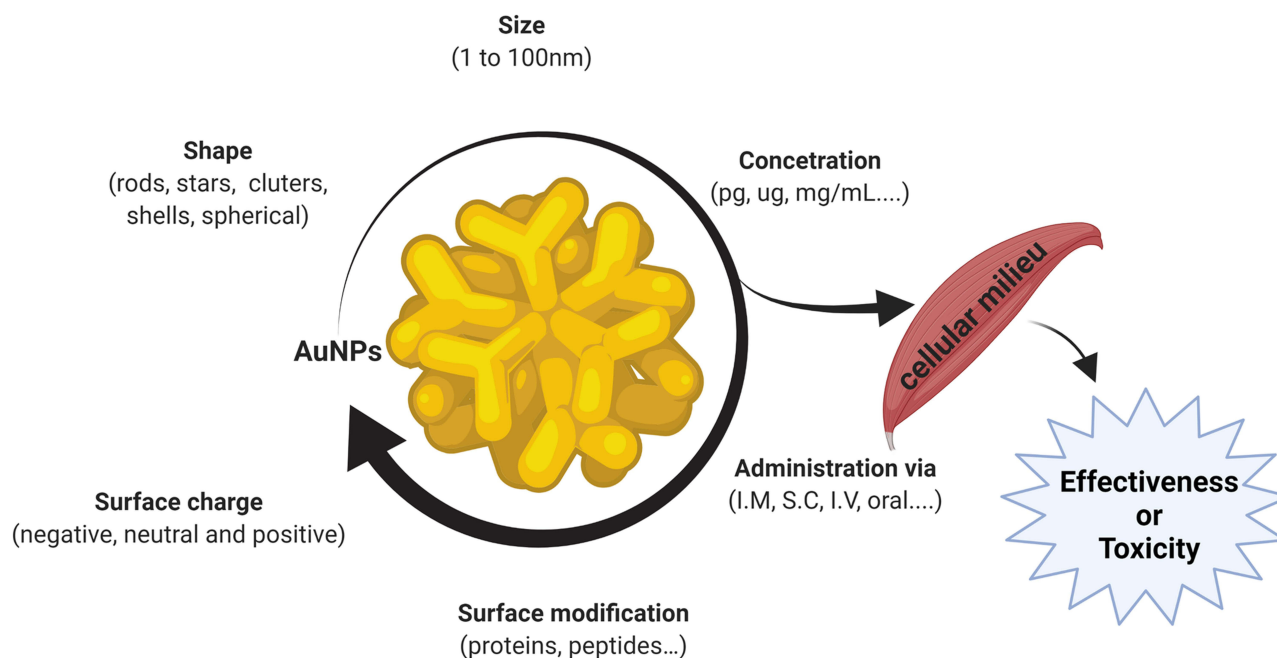 Size
(1 to 100nm)
Shape
(rods, stars, cluters,
shells, spherical)
Concetration
(pg, ug, mg/mL....)
cellular milieu
AuNPs
Administration via
(I.M, S.C, I.V, oral....)
Effectiveness
or
Toxicity
Surface charge
(negative, neutral and positive)
Surface modification
(proteins, peptides...)